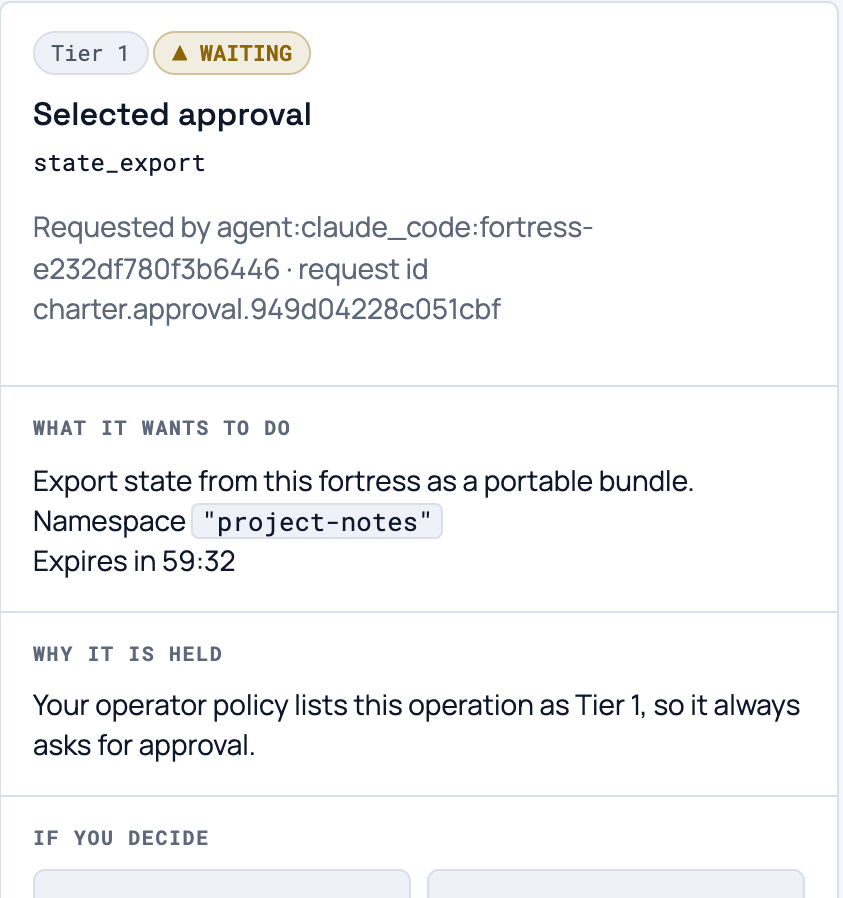 Tier 1 ▲ WAITING
Selected approval
state_export
Requested by agent:claude_code:fortress-
e232df780f3b6446 · request id
charter.approval.949d04228c051cbf
WHAT IT WANTS TO DO
Export state from this fortress as a portable bundle.
Namespace "project-notes"
Expires in 59:32
WHY IT IS HELD
Your operator policy lists this operation as Tier 1, so it always
asks for approval.
IF YOU DECIDE